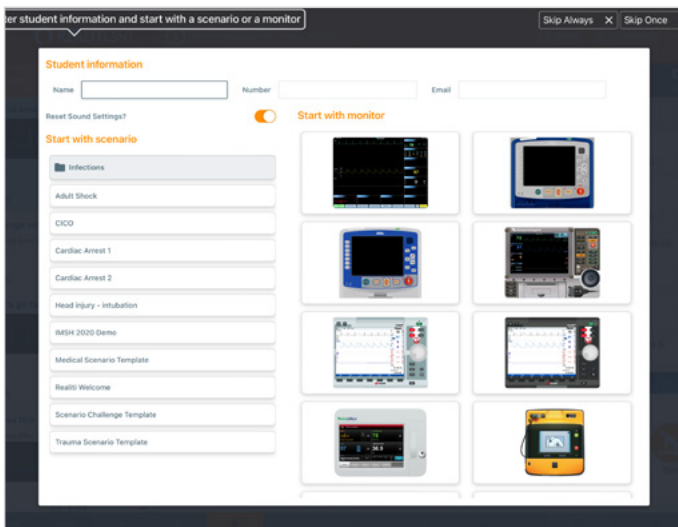 ter student information and start with a scenario or a monitor
Skip Always X Skip Once
Student information
Name Number Email
Reset Sound Settings?
Start with monitor
Start with scenario
Infections
Adult Shock
CICO
Cardiac Arrest 1
Cardiac Arrest 2
Head injury - intubation
IMSH 2020 Demo
Medical Scenario Template
Realiti Welcome
Scenario Challenge Template
Trauma Scenario Template